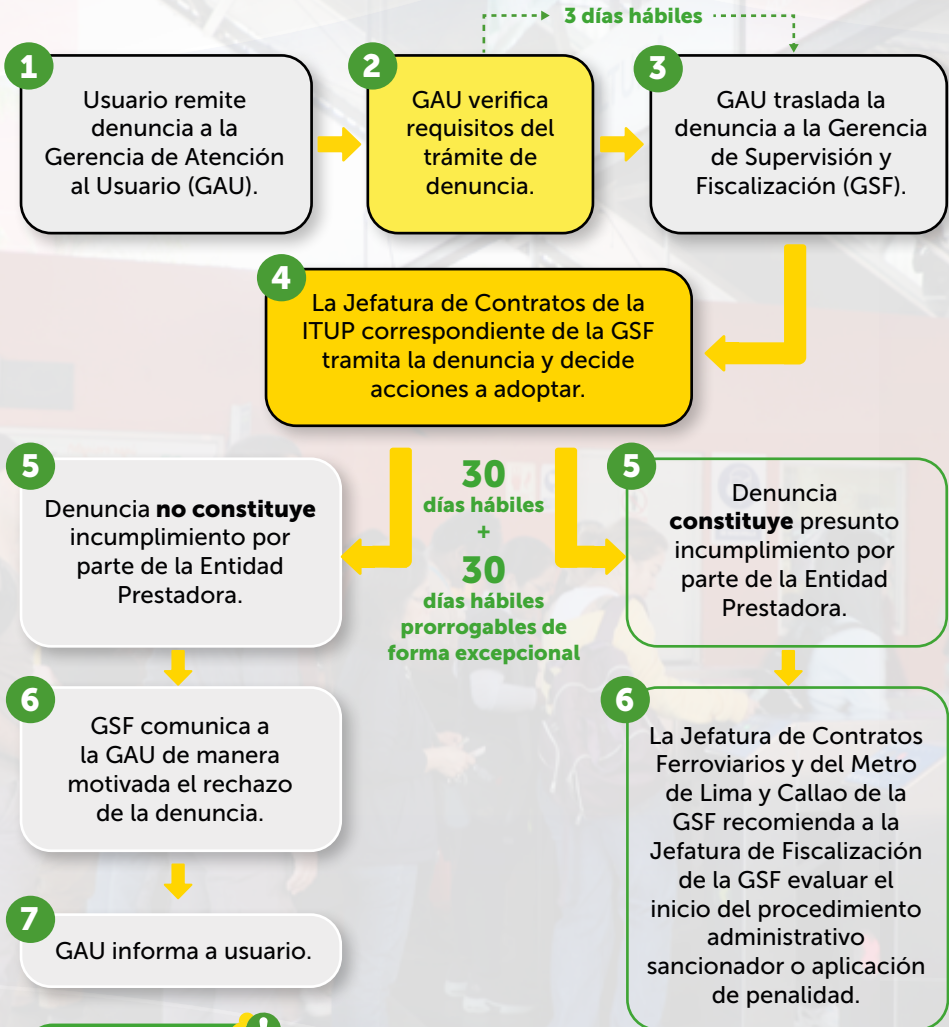 3 días hábiles
1
Usuario remite
denuncia a la
Gerencia de Atención
al Usuario (GAU).
2
GAU verifica
requisitos del
trámite de
denuncia.
3
GAU traslada la
denuncia a la Gerencia
de Supervisión y
Fiscalización (GSF).
4
La Jefatura de Contratos de la
ITUP correspondiente de la GSF
tramita la denuncia y decide
acciones a adoptar.
30
días hábiles
+
30
días hábiles
prorrogables de
forma excepcional
5
Denuncia no constituye
incumplimiento por
parte de la Entidad
Prestadora.
6
GSF comunica a
la GAU de manera
motivada el rechazo
de la denuncia.
7
GAU informa a usuario.
5
Denuncia
constituye presunto
incumplimiento por
parte de la Entidad
Prestadora.
6
La Jefatura de Contratos
Ferroviarios y del Metro
de Lima y Callao de la
GSF recomienda a la
Jefatura de Fiscalización
de la GSF evaluar el
inicio del procedimiento
administrativo
sancionador o aplicación
de penalidad.